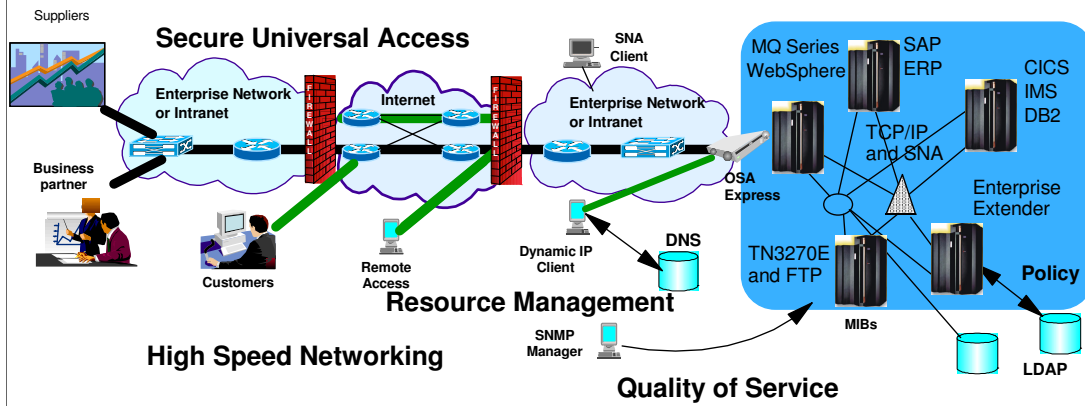 Suppliers
Secure Universal Access
SNA
Client
MQ Series
WebSphere
SAP
ERP
CICS
IMS
DB2
Enterprise Network
or Intranet
FIREWALL
Internet
FIREWALL
Enterprise Network
or Intranet
TCP/IP
and SNA
Business
partner
OSA
Express
Enterprise
Extender
Customers
Remote
Access
Dynamic IP
Client
DNS
TN3270E
and FTP
Policy
Resource Management
SNMP
Manager
MIBs
High Speed Networking
LDAP
Quality of Service